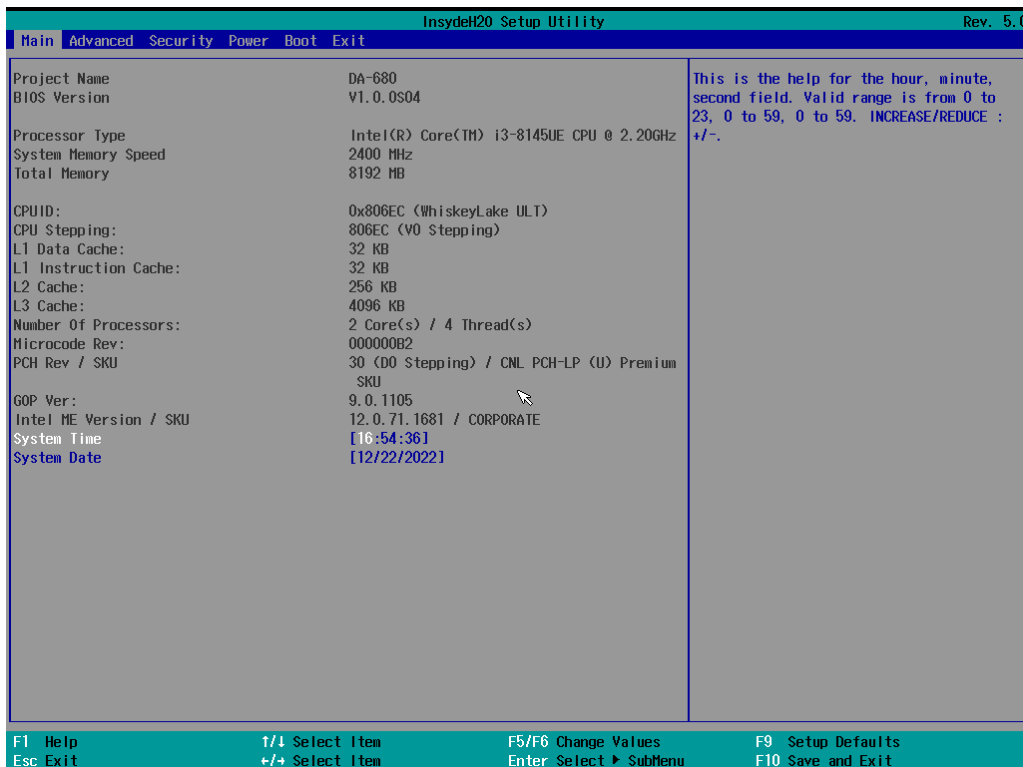 InsydeH20 Setup Utility Rev. 5.0
Main Advanced Security Power Boot Exit
Project Name DA-680
BIOS Version V1.0.0S04
Processor Type Intel(R) Core(TM) i3-8145UE CPU @ 2.20GHz
System Memory Speed 2400 MHz
Total Memory 8192 MB
CPUID: 0x806EC (WhiskeyLake ULT)
CPU Stepping: 806EC (V0 Stepping)
L1 Data Cache: 32 KB
L1 Instruction Cache: 32 KB
L2 Cache: 256 KB
L3 Cache: 4096 KB
Number Of Processors: 2 Core(s) / 4 Thread(s)
Microcode Rev: 000000B2
PCH Rev / SKU 30 (D0 Stepping) / CNL PCH-LP (U) Premium
SKU
GOP Ver: 9.0.1105
Intel ME Version / SKU 12.0.71.1681 / CORPORATE
System Time [16:54:36]
System Date [12/22/2022]
This is the help for the hour, minute,
second field. Valid range is from 0 to
23, 0 to 59, 0 to 59. INCREASE/REDUCE :
+/-.
F1 Help ↑/↓ Select Item F5/F6 Change Values F9 Setup Defaults
Esc Exit ←/→ Select Item Enter Select ▶ SubMenu F10 Save and Exit